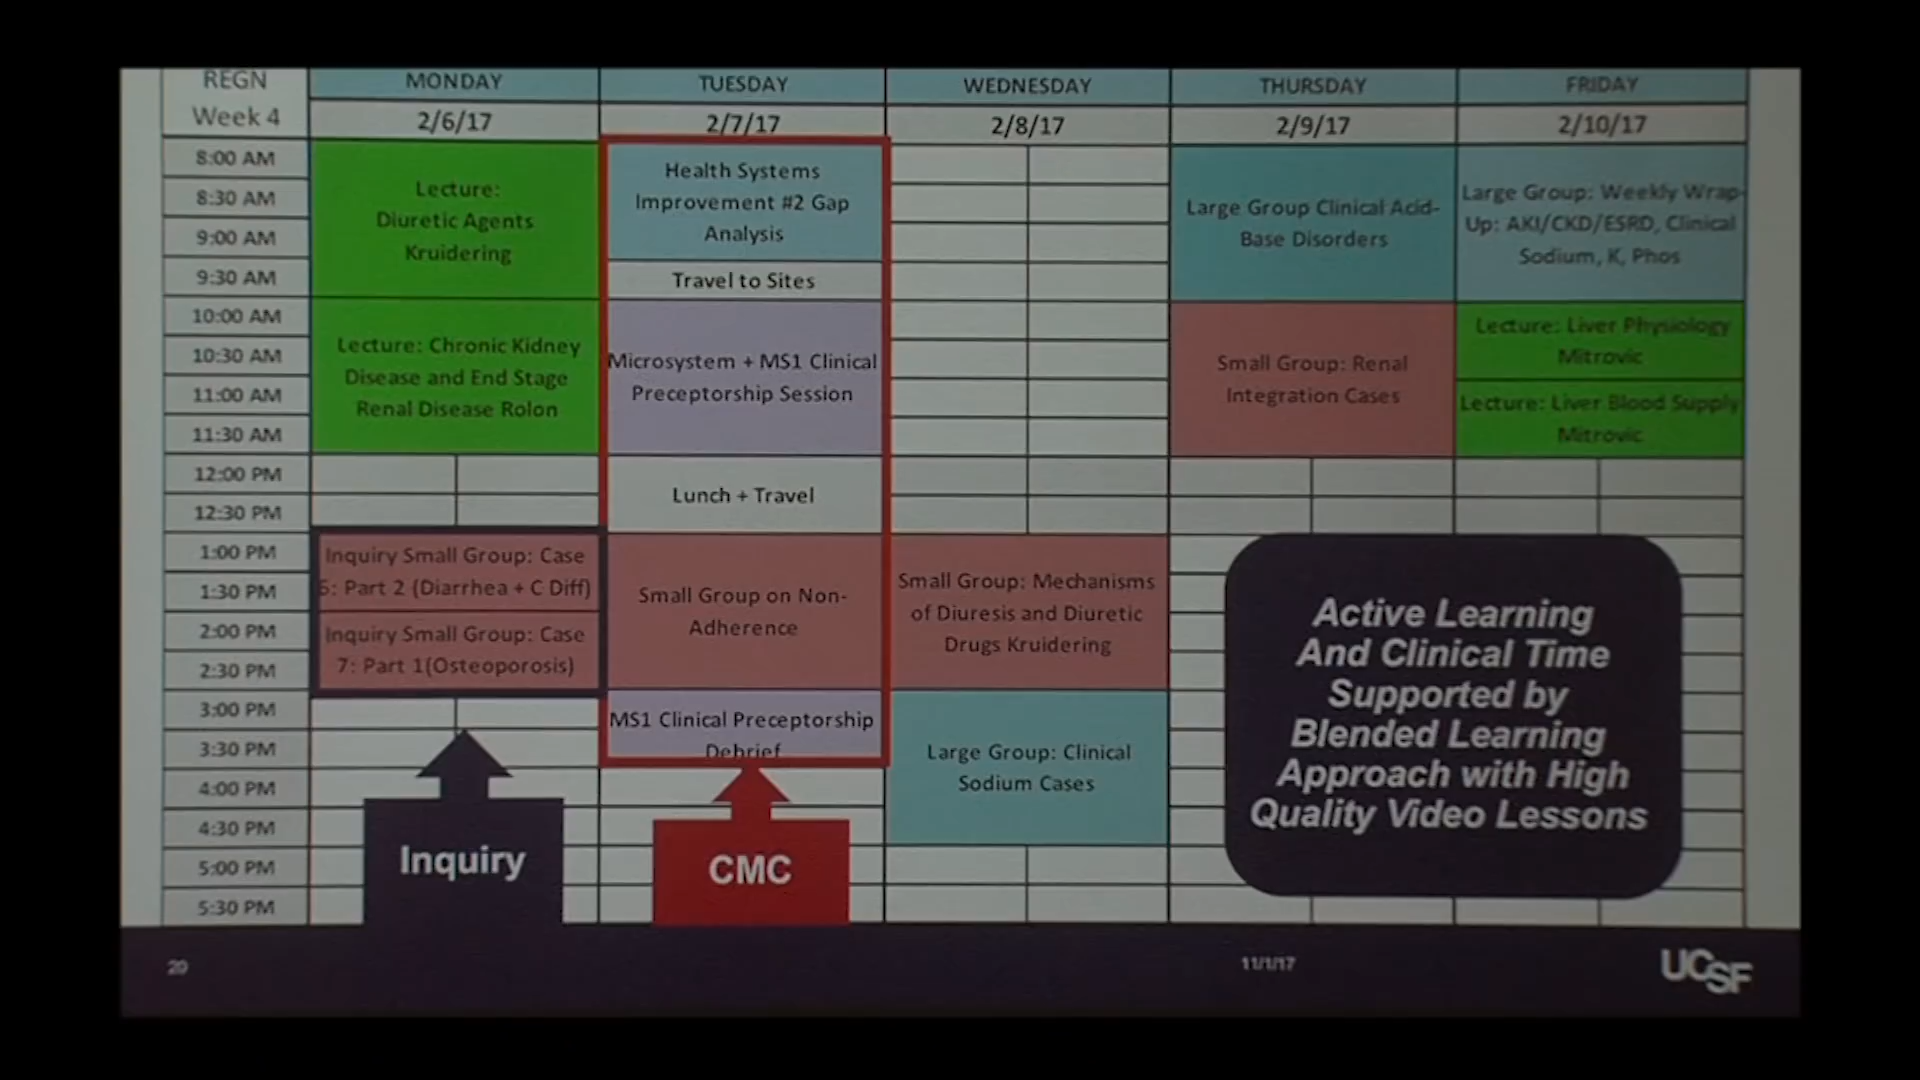 REGN
Week 4
MONDAY
TUESDAY
WEDNESDAY
THURSDAY
FRIDAY
2/6/17
2/7/17
2/8/17
2/9/17
2/10/17
8:00 AM
8:30 AM
9:00 AM
9:30 AM
10:00 AM
10:30 AM
11:00 AM
11:30 AM
12:00 PM
12:30 PM
1:00 PM
1:30 PM
2:00 PM
2:30 PM
3:00 PM
3:30 PM
4:00 PM
4:30 PM
5:00 PM
5:30 PM
Lecture:
Diuretic Agents
Kruidering
Lecture: Chronic Kidney
Disease and End Stage
Renal Disease Rolon
Inquiry Small Group: Case
6: Part 2 (Diarrhea + C Diff)
Inquiry Small Group: Case
7: Part 1(Osteoporosis)
Inquiry
Health Systems
Improvement #2 Gap
Analysis
Travel to Sites
Microsystem + MS1 Clinical
Preceptorship Session
Lunch + Travel
Small Group on Non-
Adherence
MS1 Clinical Preceptorship
Debrief
CMC
Small Group: Mechanisms
of Diuresis and Diuretic
Drugs Kruidering
Large Group: Clinical
Sodium Cases
Large Group Clinical Acid-
Base Disorders
Small Group: Renal
Integration Cases
Large Group: Weekly Wrap-
Up: AKI/CKD/ESRD, Clinical
Sodium, K, Phos
Lecture: Liver Physiology
Mitrovic
Lecture: Liver Blood Supply
Mitrovic
Active Learning
And Clinical Time
Supported by
Blended Learning
Approach with High
Quality Video Lessons
20
11/1/17
UCSF